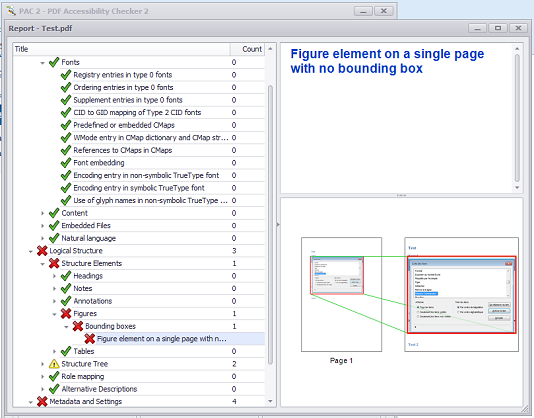 PAC 2 - PDF Accessibility Checker 2
Report - Test.pdf
Title Count
Fonts 0
Registry entries in type 0 fonts 0
Ordering entries in type 0 fonts 0
Supplement entries in type 0 fonts 0
CID to GID mapping of Type 2 CID fonts 0
Predefined or embedded CMaps 0
WMode entry in CMap dictionary and CMap str... 0
References to CMaps in CMaps 0
Font embedding 0
Encoding entry in non-symbolic TrueType font 0
Encoding entry in symbolic TrueType font 0
Use of glyph names in non-symbolic TrueType ... 0
Content 0
Embedded Files 0
Natural language 0
Logical Structure 3
Structure Elements 1
Headings 0
Notes 0
Annotations 0
Figures 1
Bounding boxes 1
Figure element on a single page with n... 1
Tables 0
Structure Tree 2
Role mapping 0
Alternative Descriptions 0
Metadata and Settings 4
Figure element on a single page
with no bounding box
Test
Test 2
Page 1